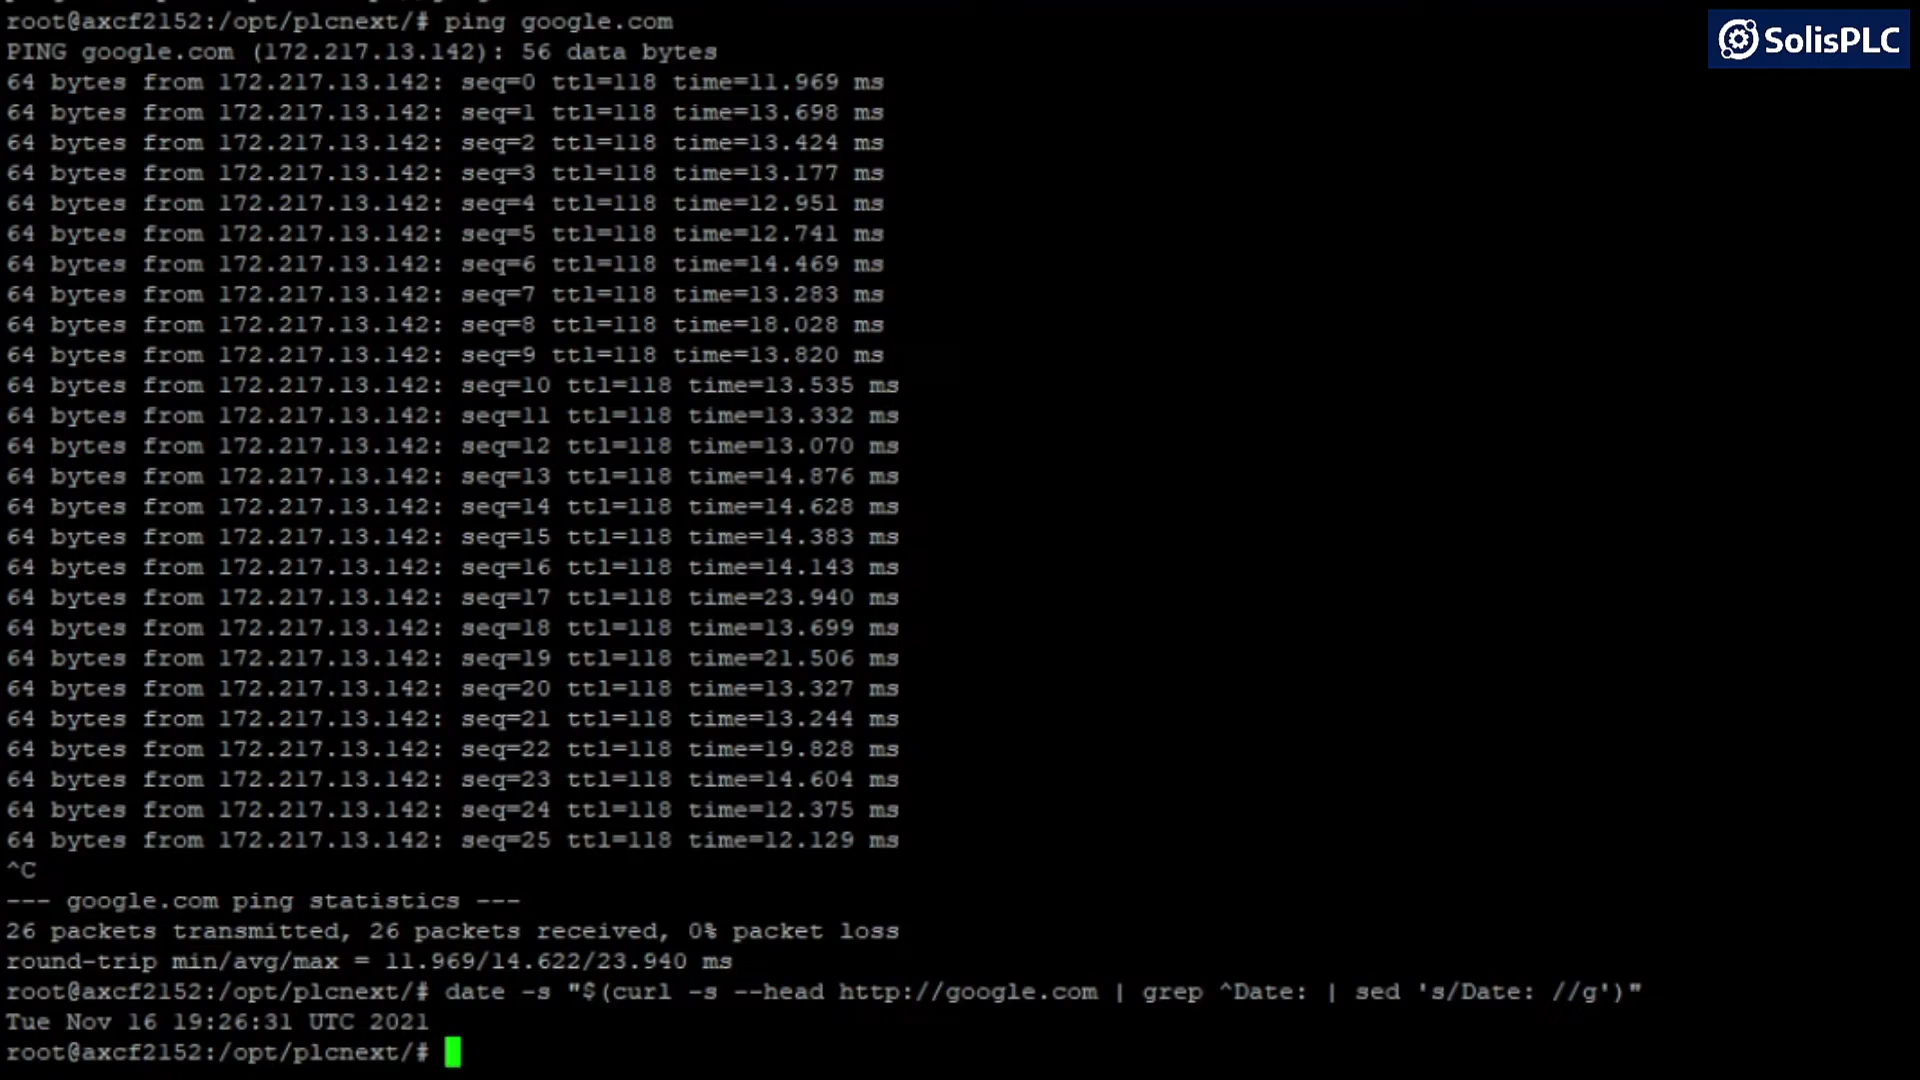 root@axcf2152:/opt/plcnext/# ping google.com
SolisPLC
PING google.com (172.217.13.142): 56 data bytes
64 bytes from 172.217.13.142: seq=0 ttl=118 time=11.969 ms
64 bytes from 172.217.13.142: seq=1 ttl=118 time=13.698 ms
64 bytes from 172.217.13.142: seq=2 ttl=118 time=13.424 ms
64 bytes from 172.217.13.142: seq=3 ttl=118 time=13.177 ms
64 bytes from 172.217.13.142: seq=4 ttl=118 time=12.951 ms
64 bytes from 172.217.13.142: seq=5 ttl=118 time=12.741 ms
64 bytes from 172.217.13.142: seq=6 ttl=118 time=14.469 ms
64 bytes from 172.217.13.142: seq=7 ttl=118 time=13.283 ms
64 bytes from 172.217.13.142: seq=8 ttl=118 time=18.028 ms
64 bytes from 172.217.13.142: seq=9 ttl=118 time=13.820 ms
64 bytes from 172.217.13.142: seq=10 ttl=118 time=13.535 ms
64 bytes from 172.217.13.142: seq=11 ttl=118 time=13.332 ms
64 bytes from 172.217.13.142: seq=12 ttl=118 time=13.070 ms
64 bytes from 172.217.13.142: seq=13 ttl=118 time=14.876 ms
64 bytes from 172.217.13.142: seq=14 ttl=118 time=14.628 ms
64 bytes from 172.217.13.142: seq=15 ttl=118 time=14.383 ms
64 bytes from 172.217.13.142: seq=16 ttl=118 time=14.143 ms
64 bytes from 172.217.13.142: seq=17 ttl=118 time=23.940 ms
64 bytes from 172.217.13.142: seq=18 ttl=118 time=13.699 ms
64 bytes from 172.217.13.142: seq=19 ttl=118 time=21.506 ms
64 bytes from 172.217.13.142: seq=20 ttl=118 time=13.327 ms
64 bytes from 172.217.13.142: seq=21 ttl=118 time=13.244 ms
64 bytes from 172.217.13.142: seq=22 ttl=118 time=19.828 ms
64 bytes from 172.217.13.142: seq=23 ttl=118 time=14.604 ms
64 bytes from 172.217.13.142: seq=24 ttl=118 time=12.375 ms
64 bytes from 172.217.13.142: seq=25 ttl=118 time=12.129 ms
^C
--- google.com ping statistics ---
26 packets transmitted, 26 packets received, 0% packet loss
round-trip min/avg/max = 11.969/14.622/23.940 ms
root@axcf2152:/opt/plcnext/# date -s "$(curl -s --head http://google.com | grep ^Date: | sed 's/Date: //g')"
Tue Nov 16 19:26:31 UTC 2021
root@axcf2152:/opt/plcnext/#